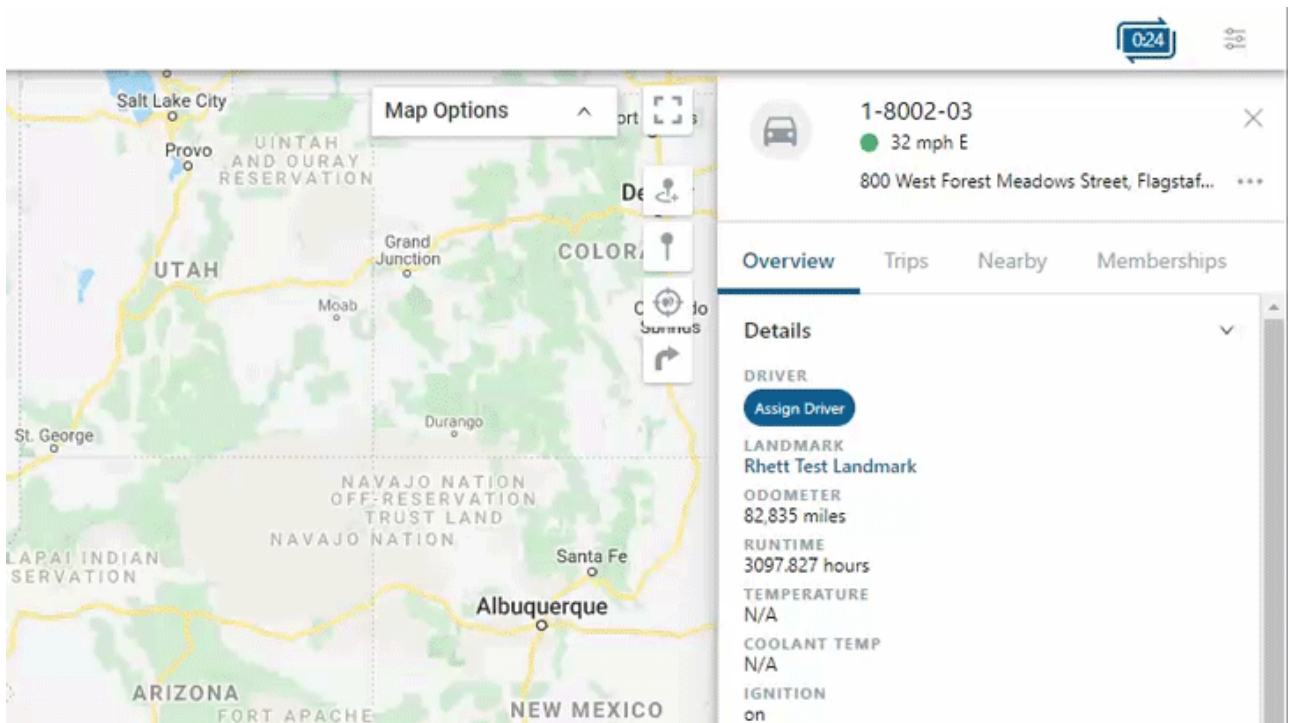 0:24
Salt Lake City
Provo
UINTAH
AND OURAY
RESERVATION
Map Options
Grand
Junction
UTAH
Moab
St. George
Durango
NAVAJO NATION
OFF-RESERVATION
TRUST LAND
NAVAJO NATION
Santa Fe
Albuquerque
ARIZONA
FORT APACHE
NEW MEXICO
1-8002-03
32 mph E
800 West Forest Meadows Street, Flagstaf...
Overview Trips Nearby Memberships
Details
DRIVER
Assign Driver
LANDMARK
Rhett Test Landmark
ODOMETER
82,835 miles
RUNTIME
3097.827 hours
TEMPERATURE
N/A
COOLANT TEMP
N/A
IGNITION
on